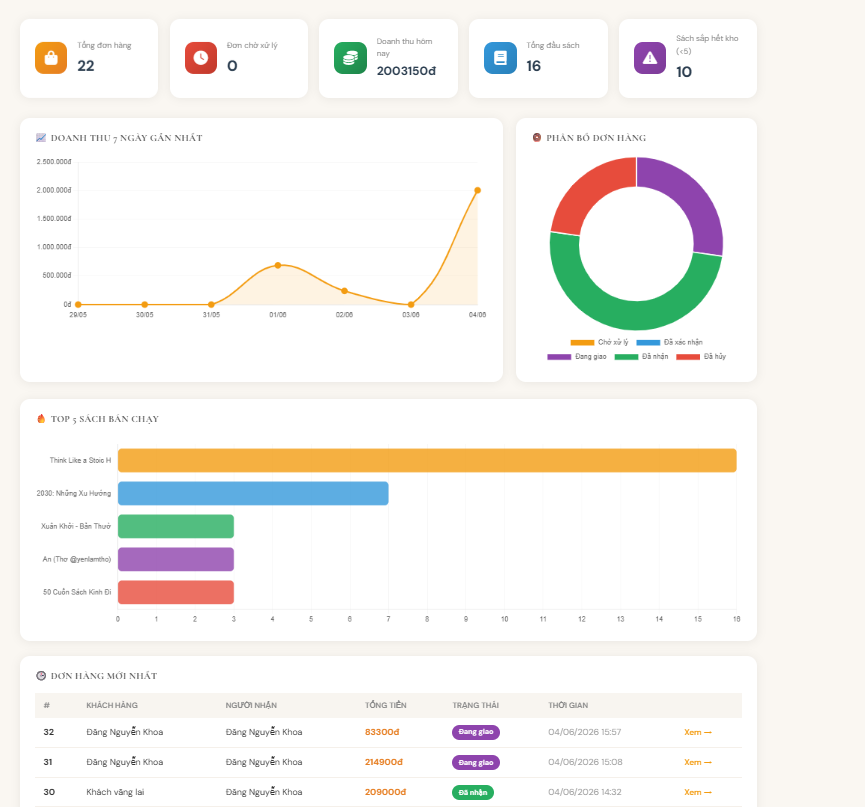 Tổng đơn hàng
22
Đơn chờ xử lý
0
Doanh thu hôm
nay
2003150đ
Tổng đầu sách
16
Sách sắp hết kho
(<5)
10
DOANH THU 7 NGÀY GẦN NHẤT
2.500.000đ
2.000.000đ
1.500.000đ
1.000.000đ
500.000đ
0đ
29/05 30/05 31/05 01/06 02/06 03/06 04/06
PHÂN BỐ ĐƠN HÀNG
Chờ xử lý Đã xác nhận
Đang giao Đã nhận Đã hủy
TOP 5 SÁCH BÁN CHẠY
Think Like a Stoic H
2030: Những Xu Hướng
Xuân Khởi - Bản Thườ
An (Thơ @yenlamtho)
50 Cuốn Sách Kinh Đi
0 1 2 3 4 5 6 7 8 9 10 11 12 13 14 15 16
ĐƠN HÀNG MỚI NHẤT
# KHÁCH HÀNG NGƯỜI NHẬN TỔNG TIỀN TRẠNG THÁI THỜI GIAN
32 Đăng Nguyễn Khoa Đăng Nguyễn Khoa 83300đ Đang giao 04/06/2026 15:57 Xem →
31 Đăng Nguyễn Khoa Đăng Nguyễn Khoa 214900đ Đang giao 04/06/2026 15:08 Xem →
30 Khách vãng lai Đăng Nguyễn Khoa 209000đ Đã nhận 04/06/2026 14:32 Xem →